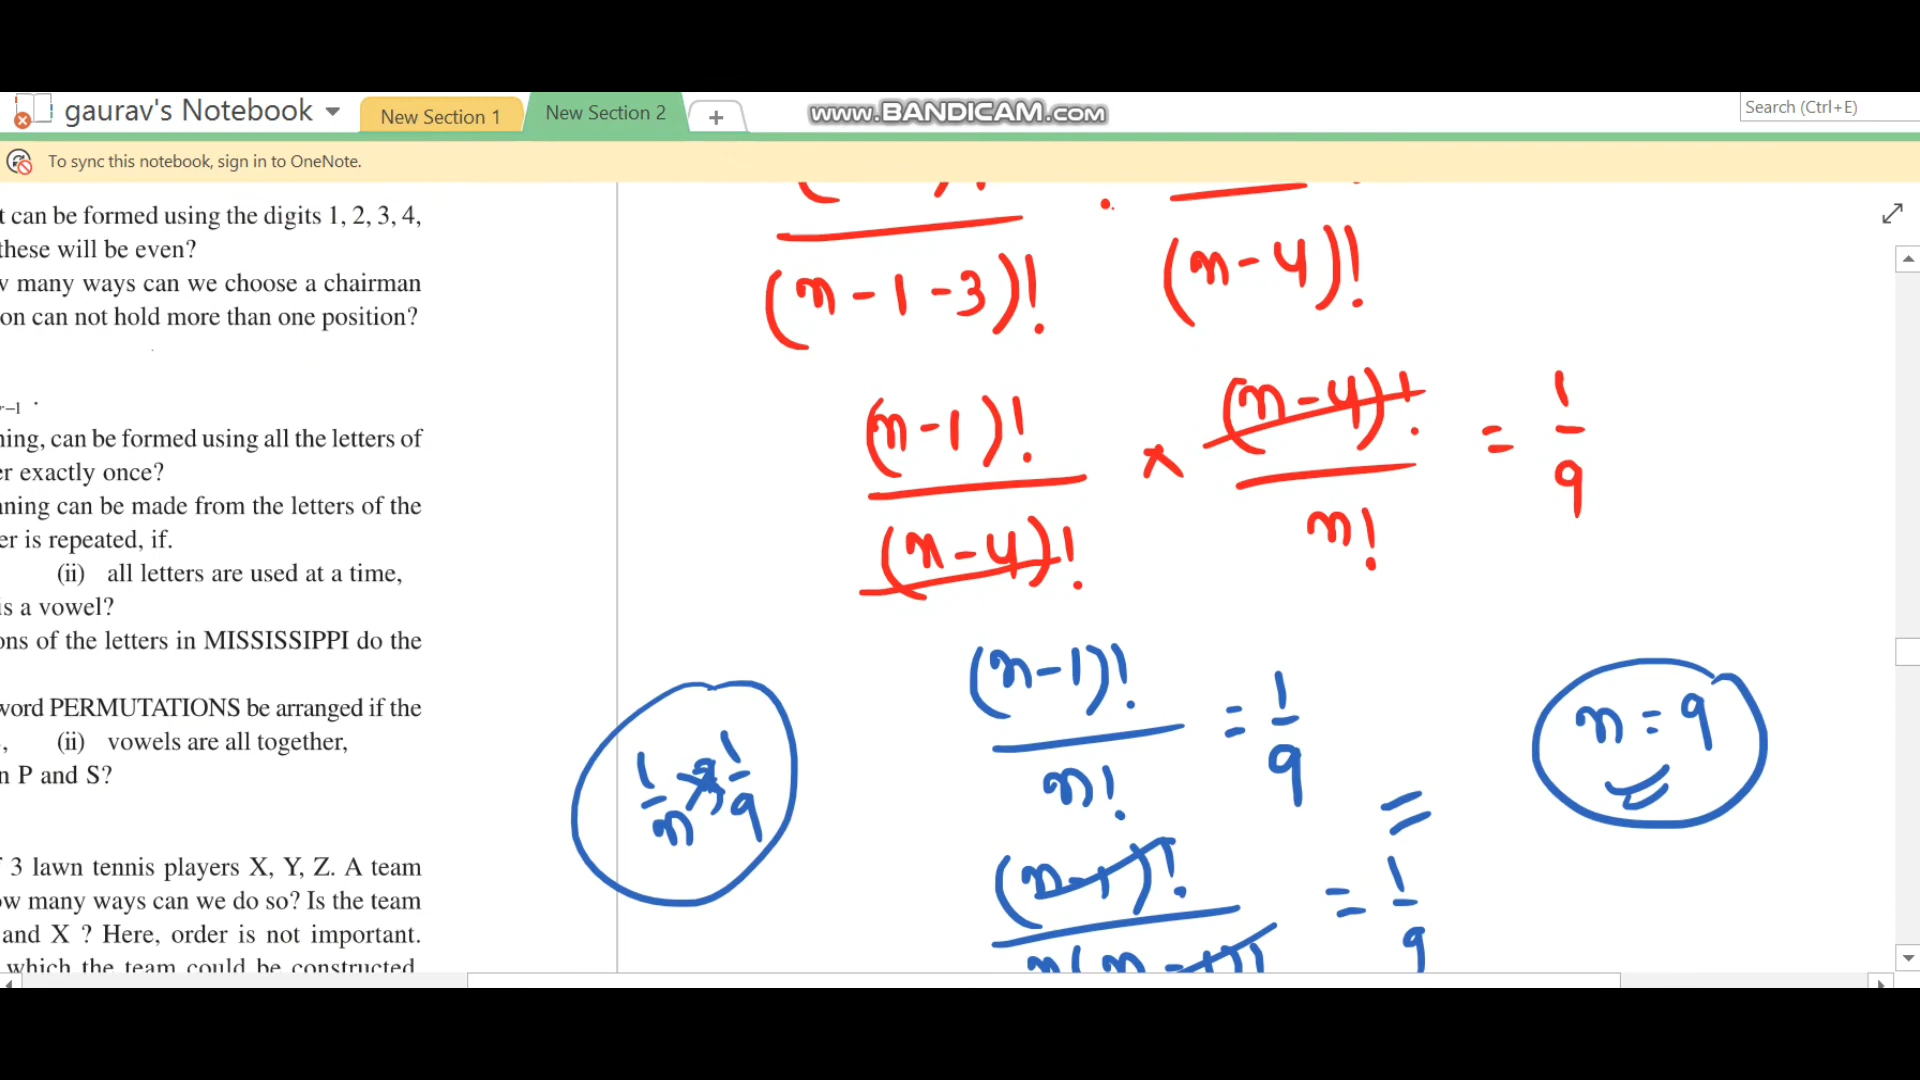 gaurav's Notebook New Section 1 New Section 2 + www.BANDICAM.com Search (Ctrl+E)
To sync this notebook, sign in to OneNote.
t can be formed using the digits 1, 2, 3, 4,
these will be even?
w many ways can we choose a chairman
on can not hold more than one position?
r–1 .
ning, can be formed using all the letters of
er exactly once?
ning can be made from the letters of the
er is repeated, if.
(ii) all letters are used at a time,
is a vowel?
ons of the letters in MISSISSIPPI do the
word PERMUTATIONS be arranged if the
, (ii) vowels are all together,
n P and S?
3 lawn tennis players X, Y, Z. A team
ow many ways can we do so? Is the team
and X ? Here, order is not important.
which the team could be constructed.
(n-1-3)! (n-4)!
(n-1)! (n-4)! 1
× =
(n-4)! n! 9
(n-1)! 1
=
n! 9
n = 9
1 1
n 9
=
(n-1)! 1
=
n(n-1)! 9